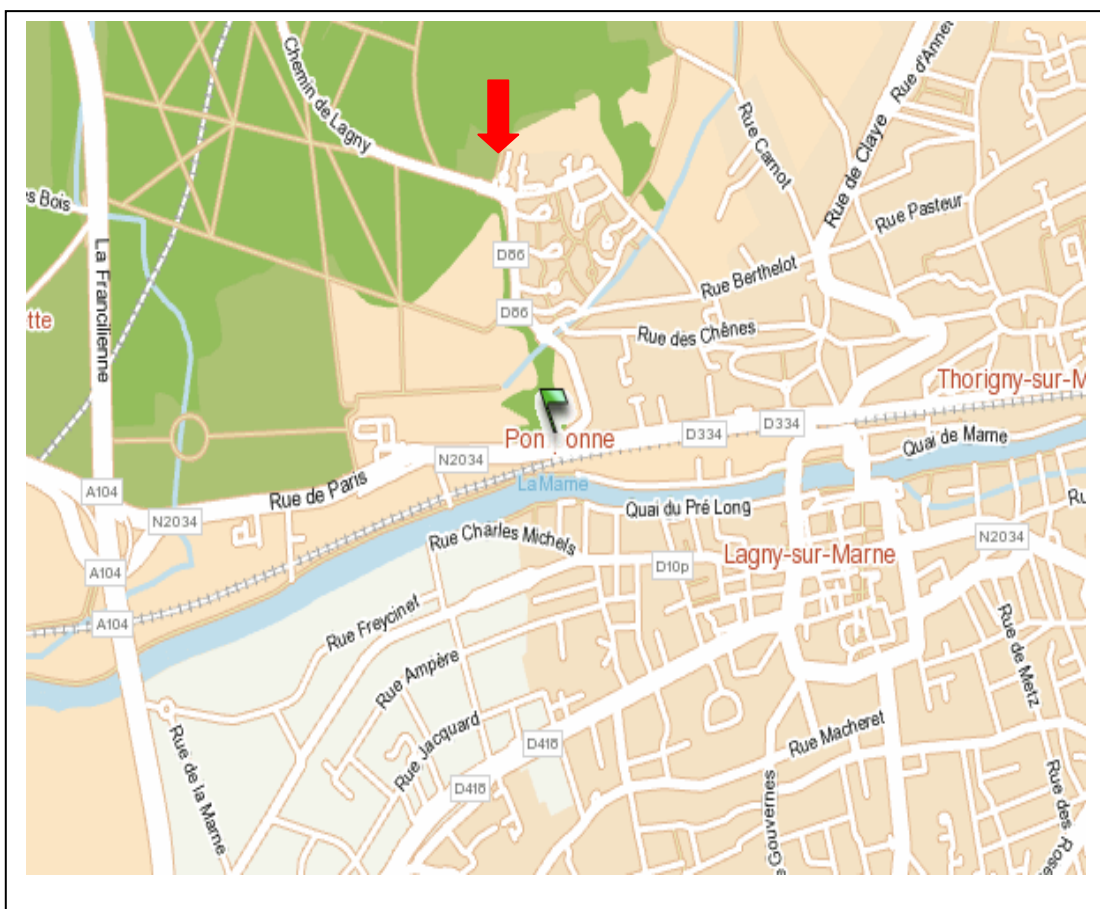 Chemin de Lagny
Rue d'Annet
Rue Carnot
Rue de Claye
es Bois
Rue Pasteur
La Francilienne
D86
Rue Berthelot
D86
tte
Rue des Chênes
Thorigny-sur-M
Pon onne
D334
D334
Quai de Marne
N2034
La Marne
A104
Rue de Paris
Quai du Pré Long
Ru
N2034
Rue Charles Michels
N2034
Lagny-sur-Marne
D10p
A104
A104
Rue Freycinet
Rue Ampère
Rue de Metz
Rue Jacquard
Rue Macheret
D418
D418
Rue de la Marne
Gouvernes
Rue des Rose